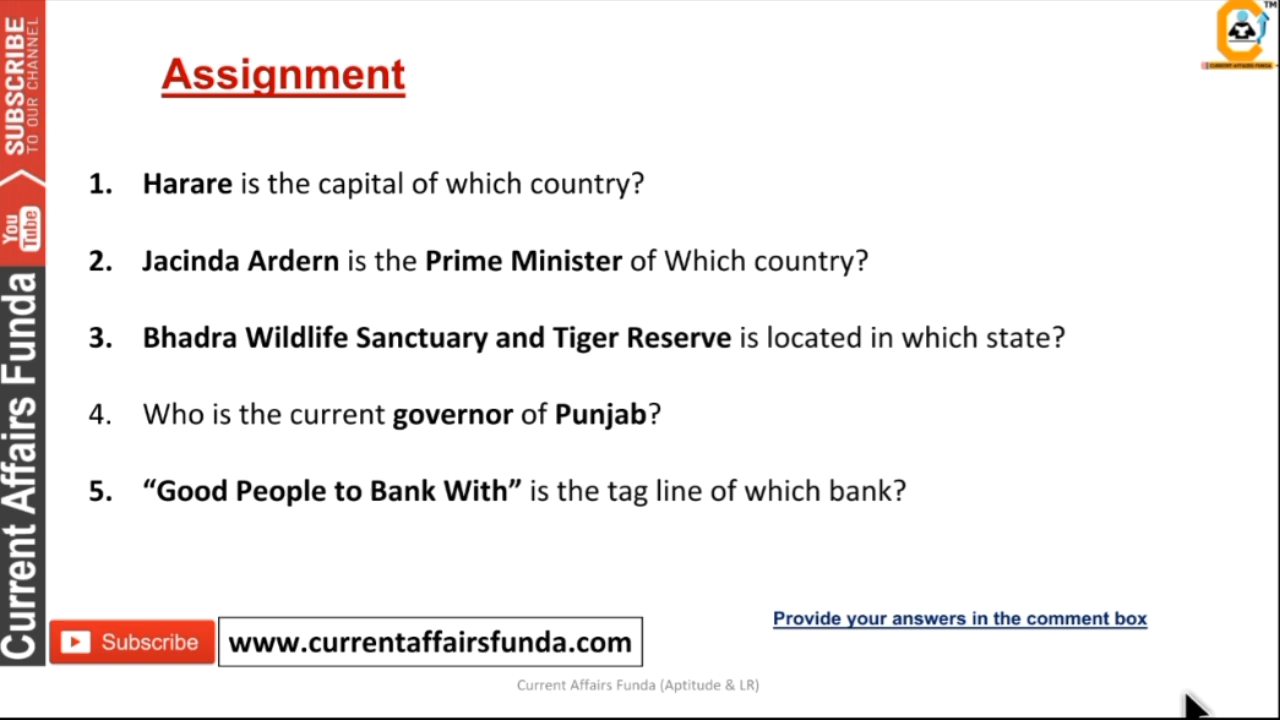 SUBSCRIBE
TO OUR CHANNEL
You Tube
Current Affairs Funda
TM
CURRENT AFFAIRS FUNDA
Assignment
1. Harare is the capital of which country?
2. Jacinda Ardern is the Prime Minister of Which country?
3. Bhadra Wildlife Sanctuary and Tiger Reserve is located in which state?
4. Who is the current governor of Punjab?
5. “Good People to Bank With” is the tag line of which bank?
Provide your answers in the comment box
Subscribe
www.currentaffairsfunda.com
Current Affairs Funda (Aptitude & LR)